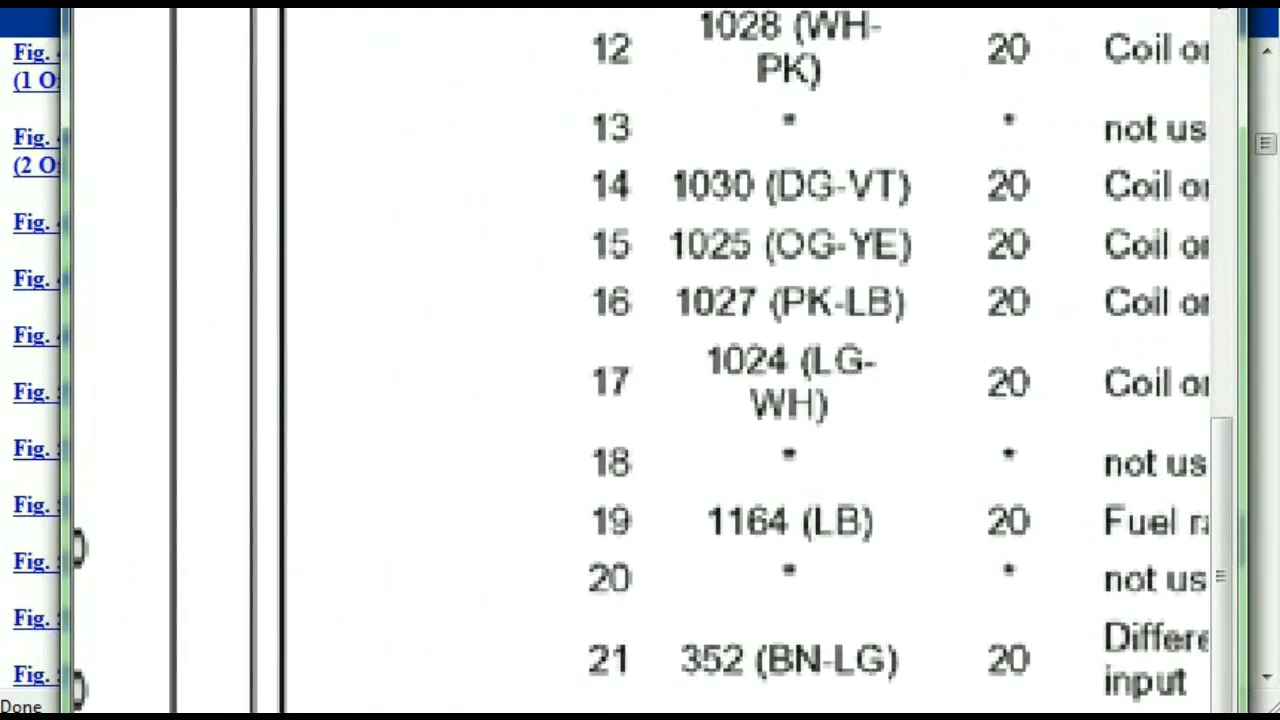 Fig.
(1 O
Fig.
(2 O
Fig.
Fig.
Fig.
Fig.
Fig.
Fig.
Fig.
Fig.
Fig.
Done
1028 (WH-
12 20 Coil o
PK)
13 * * not us
14 1030 (DG-VT) 20 Coil o
15 1025 (OG-YE) 20 Coil o
16 1027 (PK-LB) 20 Coil o
1024 (LG-
17 20 Coil o
WH)
18 * * not us
19 1164 (LB) 20 Fuel r
20 * * not us
21 352 (BN-LG) 20 Differe
input